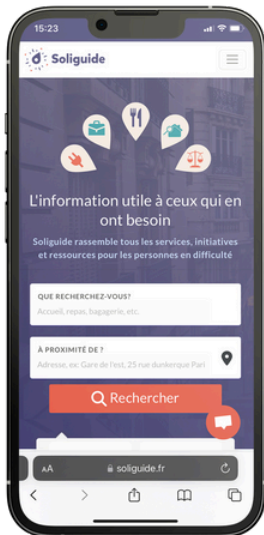 15:23
Soliguide
L'information utile à ceux qui en
ont besoin
Soliguide rassemble tous les services, initiatives
et ressources pour les personnes en difficulté
QUE RECHERCHEZ-VOUS?
Accueil, repas, bagagerie, etc.
À PROXIMITÉ DE ?
Adresse, ex: Gare de l'est, 25 rue dunkerque Pari
Rechercher
AA
soliguide.fr